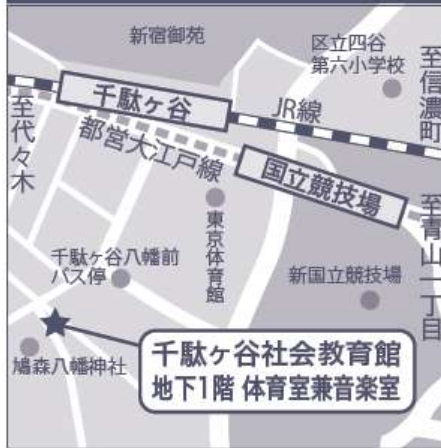 新宿御苑
区立四谷
第六小学校
至信濃町
千駄ヶ谷
JR線
至代々木
都営大江戸線
国立競技場
東京体育館
至青山一丁目
千駄ヶ谷八幡前
バス停
新国立競技場
千駄ヶ谷社会教育館
地下1階 体育室兼音楽室
鳩森八幡神社